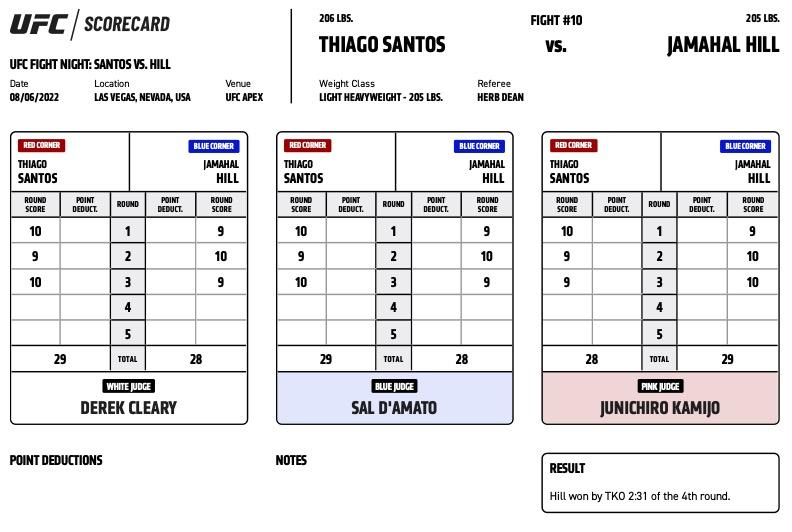 UFC SCORECARD
UFC FIGHT NIGHT: SANTOS VS. HILL
Date Location Venue
08/06/2022 LAS VEGAS, NEVADA, USA UFC APEX
206 LBS. FIGHT #10 205 LBS.
THIAGO SANTOS VS. JAMAHAL HILL
Weight Class Referee
LIGHT HEAVYWEIGHT - 205 LBS. HERB DEAN
RED CORNER BLUE CORNER
THIAGO JAMAHAL
SANTOS HILL
ROUND SCORE POINT DEDUCT. ROUND POINT DEDUCT. ROUND SCORE
10 1 9
9 2 10
10 3 9
4
5
29 TOTAL 28
WHITE JUDGE
DEREK CLEARY
RED CORNER BLUE CORNER
THIAGO JAMAHAL
SANTOS HILL
ROUND SCORE POINT DEDUCT. ROUND POINT DEDUCT. ROUND SCORE
10 1 9
9 2 10
10 3 9
4
5
29 TOTAL 28
BLUE JUDGE
SAL D'AMATO
RED CORNER BLUE CORNER
THIAGO JAMAHAL
SANTOS HILL
ROUND SCORE POINT DEDUCT. ROUND POINT DEDUCT. ROUND SCORE
10 1 9
9 2 10
9 3 10
4
5
28 TOTAL 29
PINK JUDGE
JUNICHIRO KAMIJO
POINT DEDUCTIONS
NOTES
RESULT
Hill won by TKO 2:31 of the 4th round.